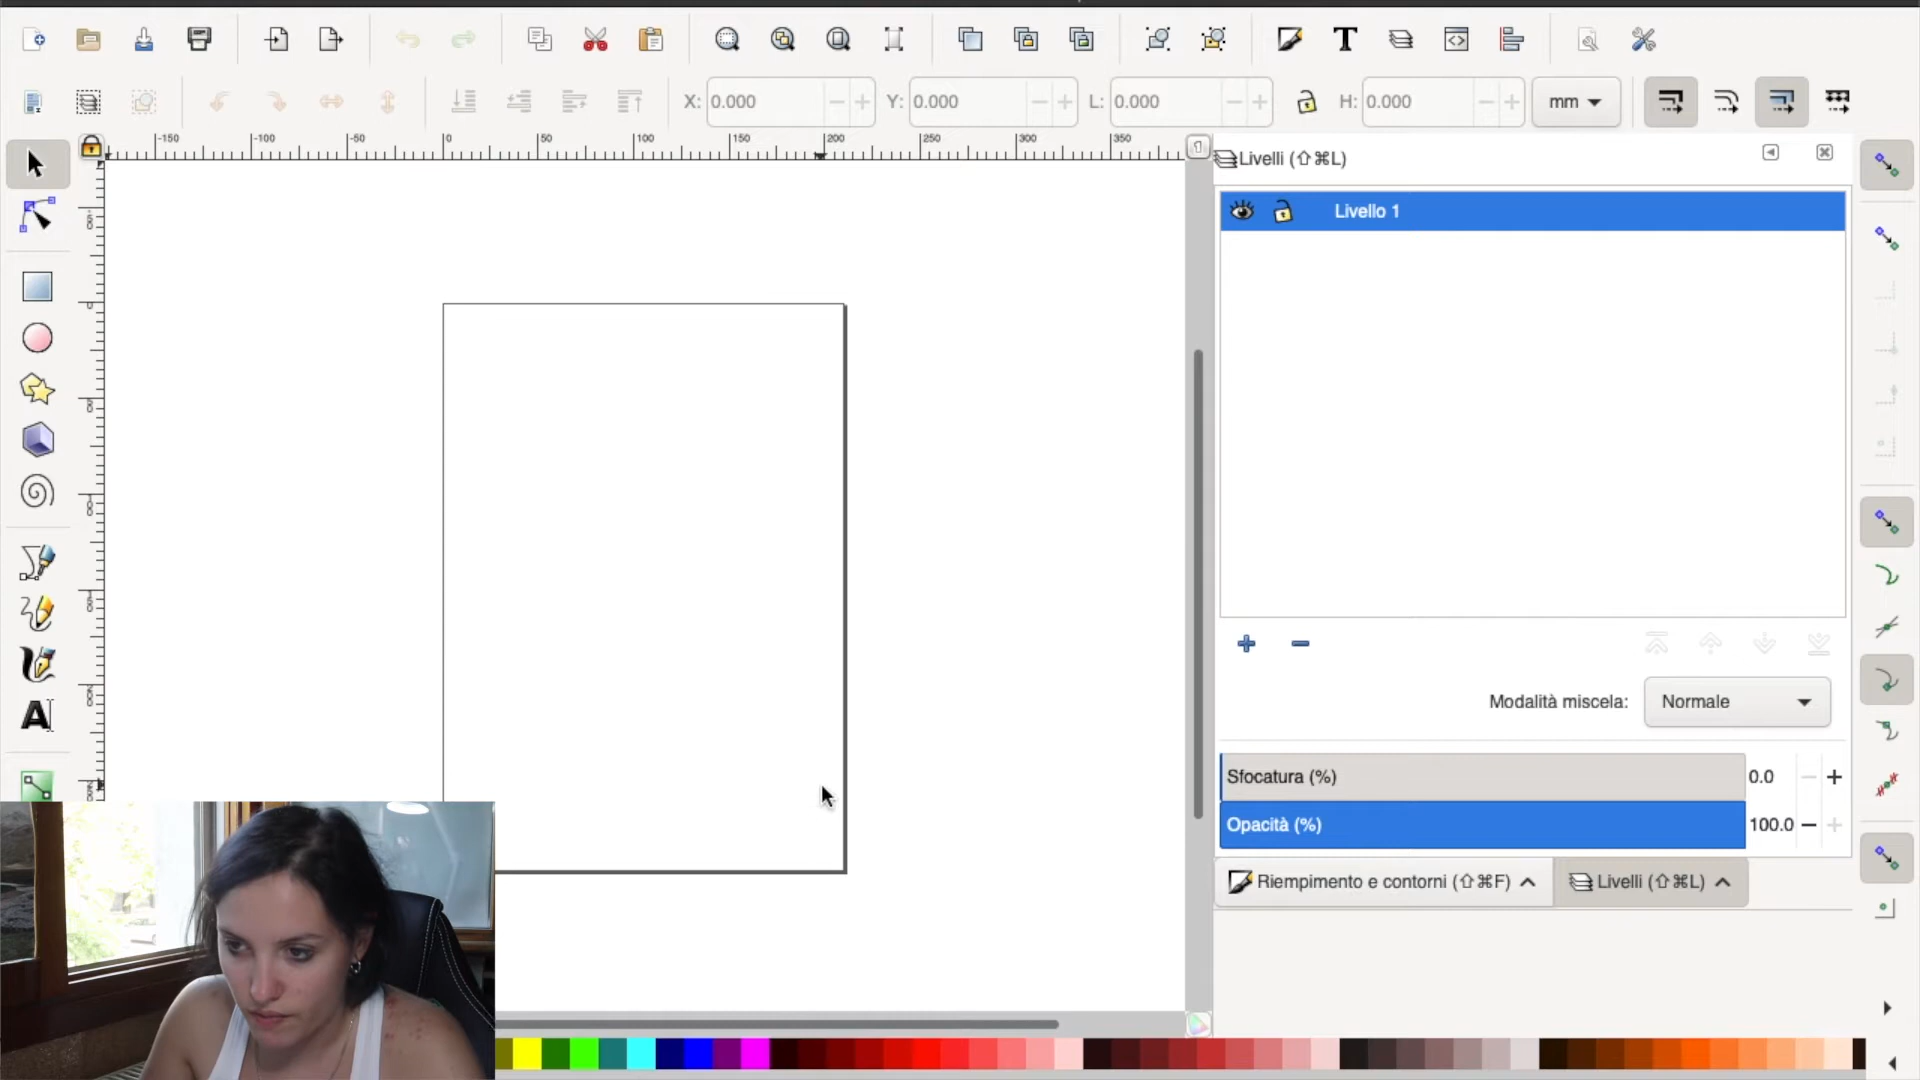 X: 0.000 Y: 0.000 L: 0.000 H: 0.000 mm
-150 -100 -50 0 50 100 150 200 250 300 350
Livelli (⇧⌘L)
Livello 1
Modalità miscela: Normale
Sfocatura (%) 0.0
Opacità (%) 100.0
Riempimento e contorni (⇧⌘F) Livelli (⇧⌘L)